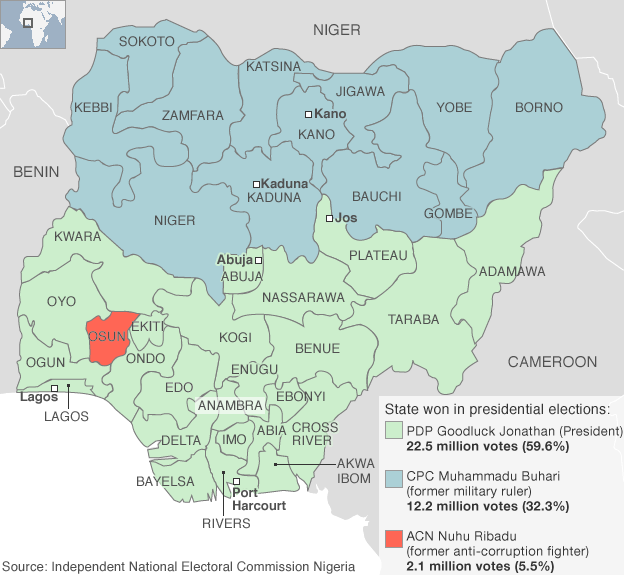 NIGER
SOKOTO
KATSINA
JIGAWA
KEBBI
ZAMFARA
Kano
KANO
YOBE
BORNO
BENIN
Kaduna
KADUNA
BAUCHI
GOMBE
NIGER
Jos
KWARA
Abuja
ABUJA
PLATEAU
ADAMAWA
OYO
NASSARAWA
TARABA
OSUN
EKITI
KOGI
BENUE
OGUN
ONDO
ENUGU
CAMEROON
Lagos
LAGOS
EDO
EBONYI
ANAMBRA
DELTA
IMO
ABIA
CROSS
RIVER
BAYELSA
AKWA
IBOM
Port
Harcourt
RIVERS
State won in presidential elections:
PDP Goodluck Jonathan (President)
22.5 million votes (59.6%)
CPC Muhammadu Buhari
(former military ruler)
12.2 million votes (32.3%)
ACN Nuhu Ribadu
(former anti-corruption fighter)
2.1 million votes (5.5%)
Source: Independent National Electoral Commission Nigeria